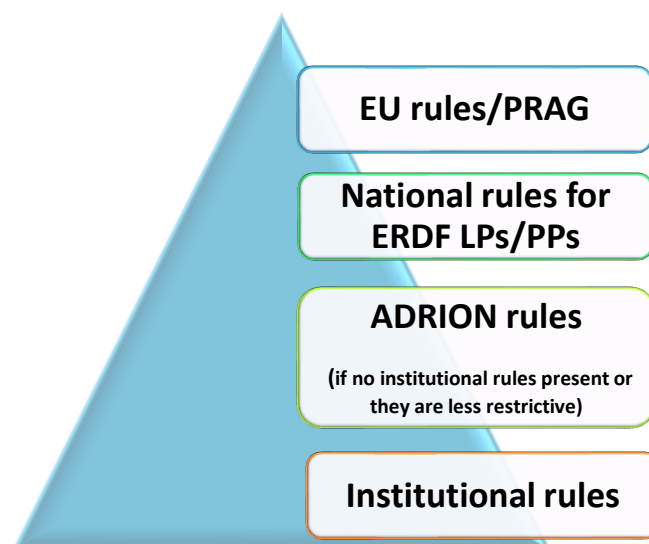 EU rules/PRAG
National rules for
ERDF LPs/PPs
ADRION rules
(if no institutional rules present or
they are less restrictive)
Institutional rules